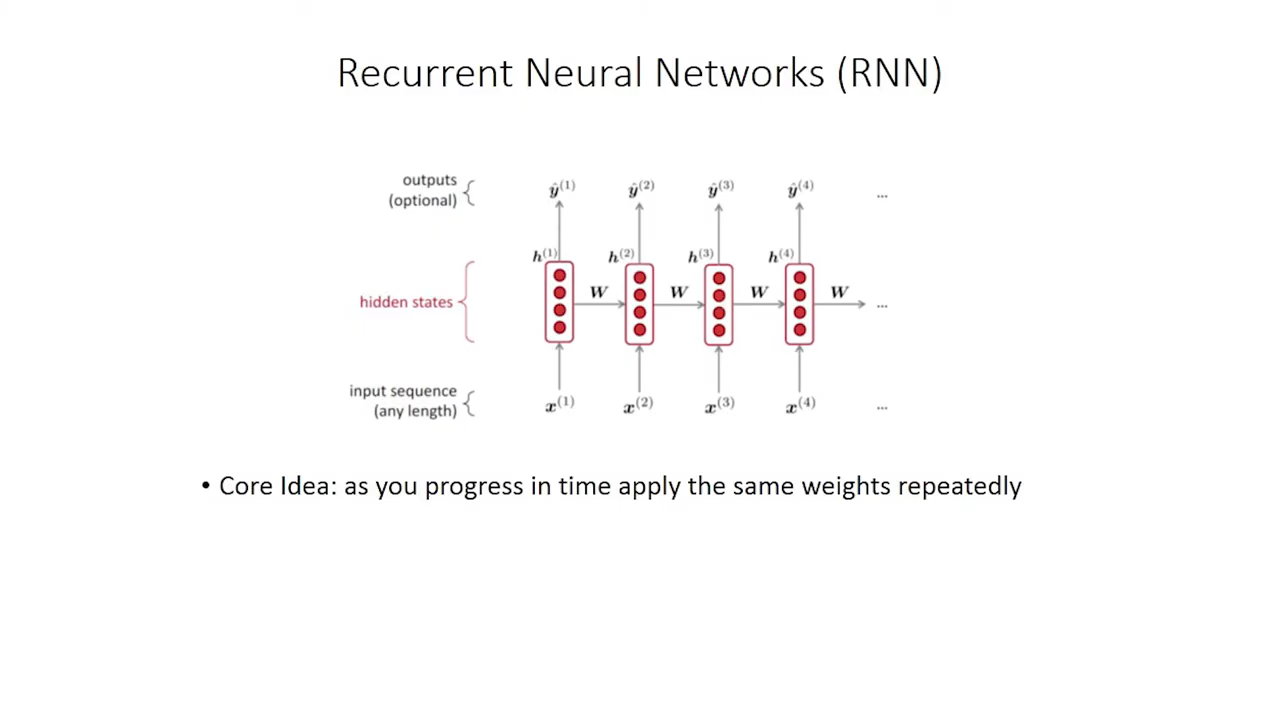 Recurrent Neural Networks (RNN)
outputs
(optional)
ŷ(1) ŷ(2) ŷ(3) ŷ(4) ...
h(1) h(2) h(3) h(4)
hidden states W W W W ...
input sequence
(any length)
x(1) x(2) x(3) x(4) ...
• Core Idea: as you progress in time apply the same weights repeatedly